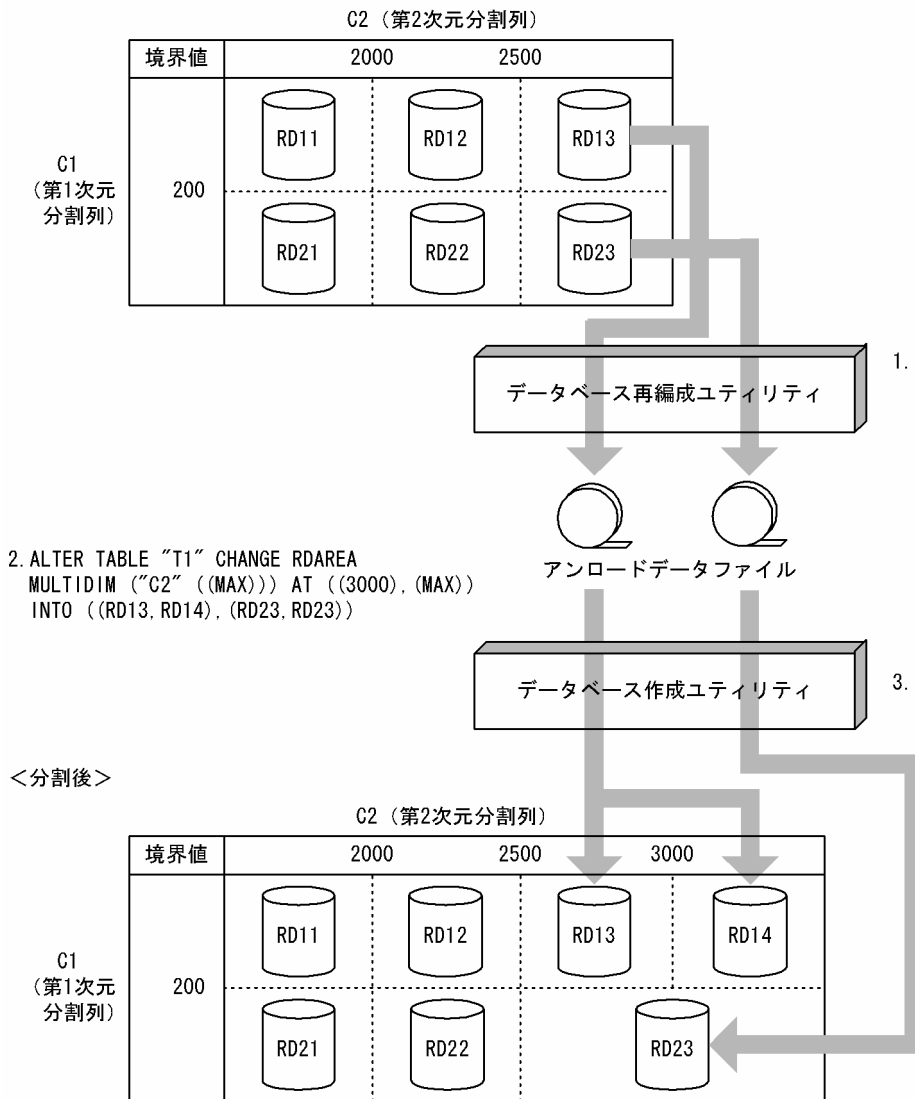 C2（第2次元分割列）
境界値 2000 2500
RD11 RD12 RD13
C1
（第1次元
分割列）
200
RD21 RD22 RD23
データベース再編成ユティリティ
1.
アンロードデータファイル
2. ALTER TABLE "T1" CHANGE RDAREA
MULTIDIM ("C2" ((MAX))) AT ((3000),(MAX))
INTO ((RD13,RD14),(RD23,RD23))
データベース作成ユティリティ
3.
＜分割後＞
C2（第2次元分割列）
境界値 2000 2500 3000
RD11 RD12 RD13 RD14
C1
（第1次元
分割列）
200
RD21 RD22 RD23